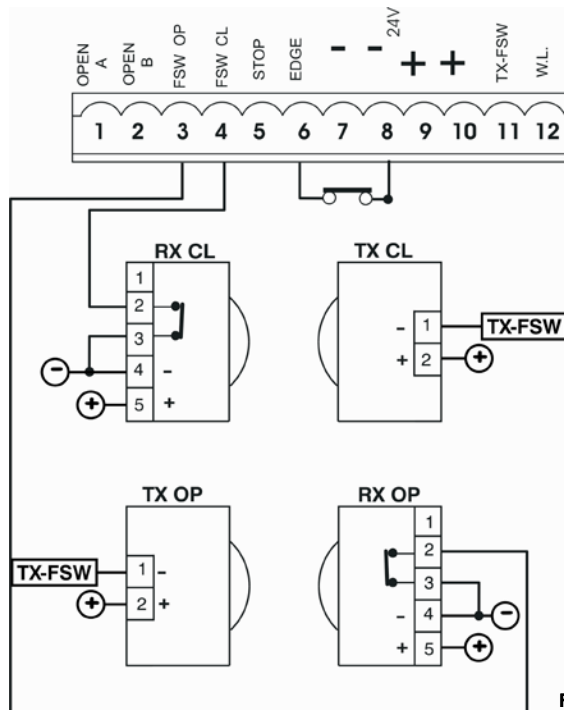 OPEN A
OPEN B
FSW OP
FSW CL
STOP
EDGE
-
-
24V
+
+
TX-FSW
W.L.
1 2 3 4 5 6 7 8 9 10 11 12
RX CL
1
2
3
4 -
5 +
-
+
TX CL
- 1
+ 2
TX-FSW
+
TX OP
1 -
2 +
TX-FSW
+
RX OP
1
2
3
- 4
+ 5
-
+
F